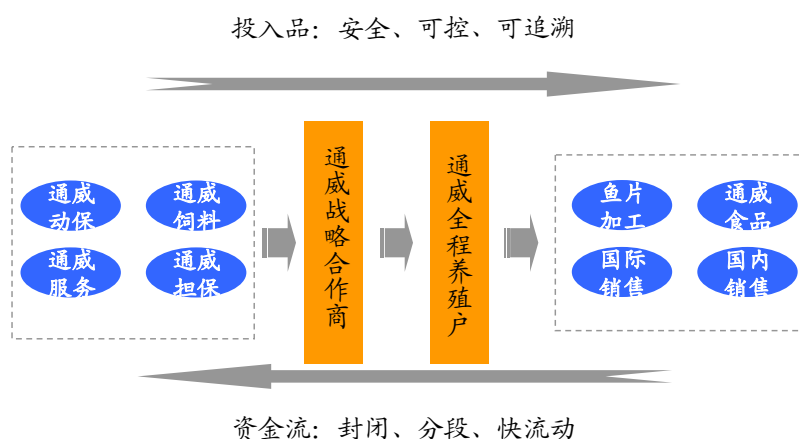 投入品：安全、可控、可追溯
通威
动保
通威
饲料
通威
服务
通威
担保
通威战略合作商
通威全程养殖户
鱼片
加工
通威
食品
国际
销售
国内
销售
资金流：封闭、分段、快流动